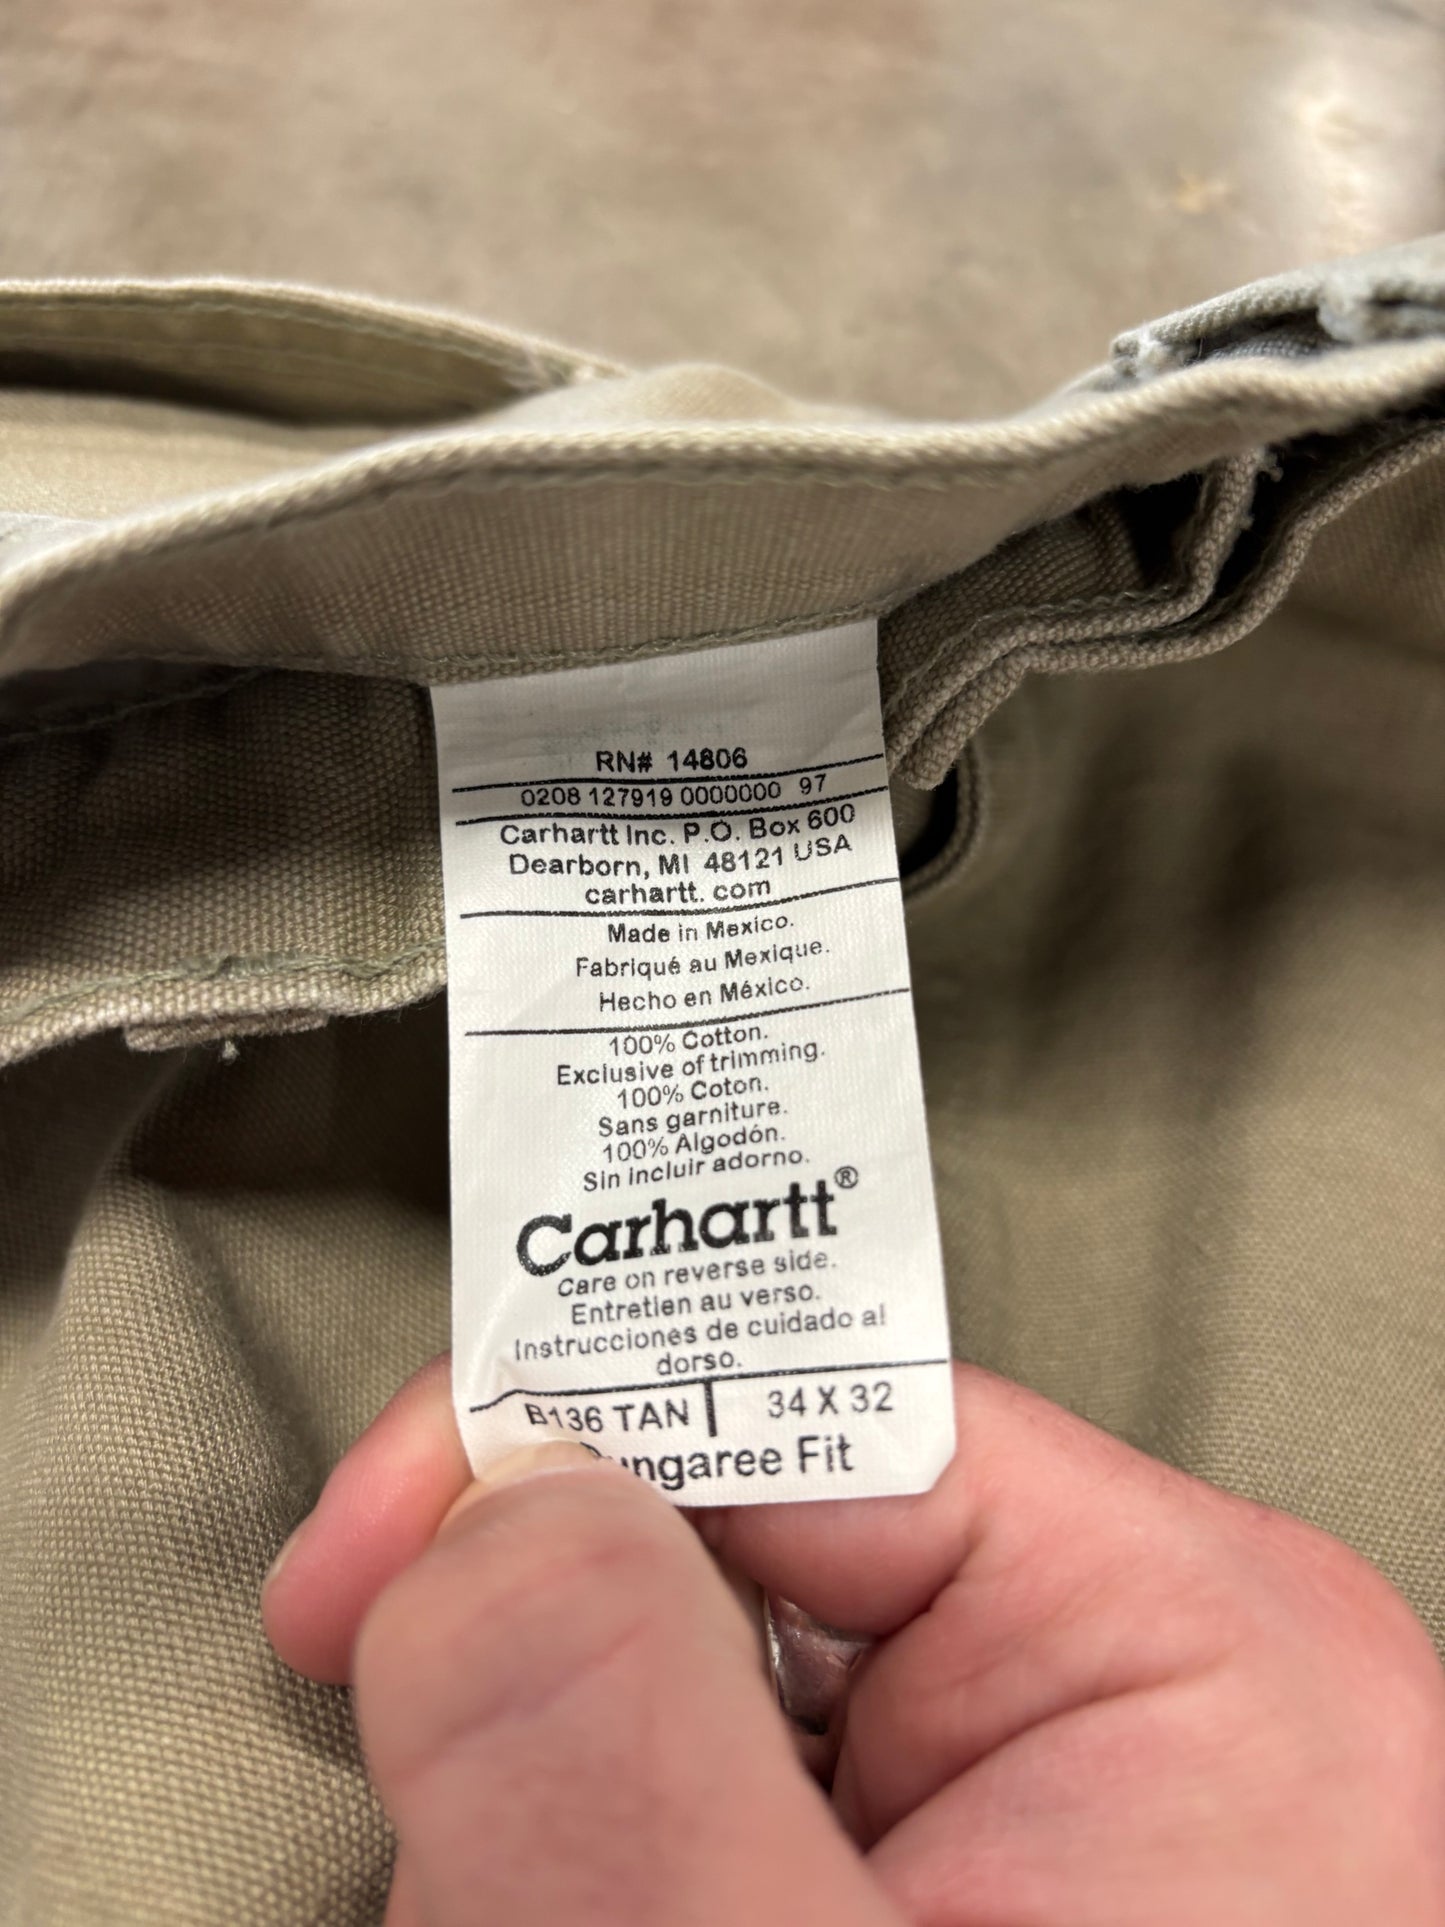 RN# 14806
0208 127919 0000000 97
Carhartt Inc. P.O. Box 600
Dearborn, MI 48121 USA
carhartt. com
Made in Mexico.
Fabriqué au Mexique.
Hecho en México.
100% Cotton.
Exclusive of trimming.
100% Coton.
Sans garniture.
100% Algodón.
Sin incluir adorno.
Carhartt®
Care on reverse side.
Entretien au verso.
Instrucciones de cuidado al
dorso.
B136 TAN 34 X 32
Dungaree Fit